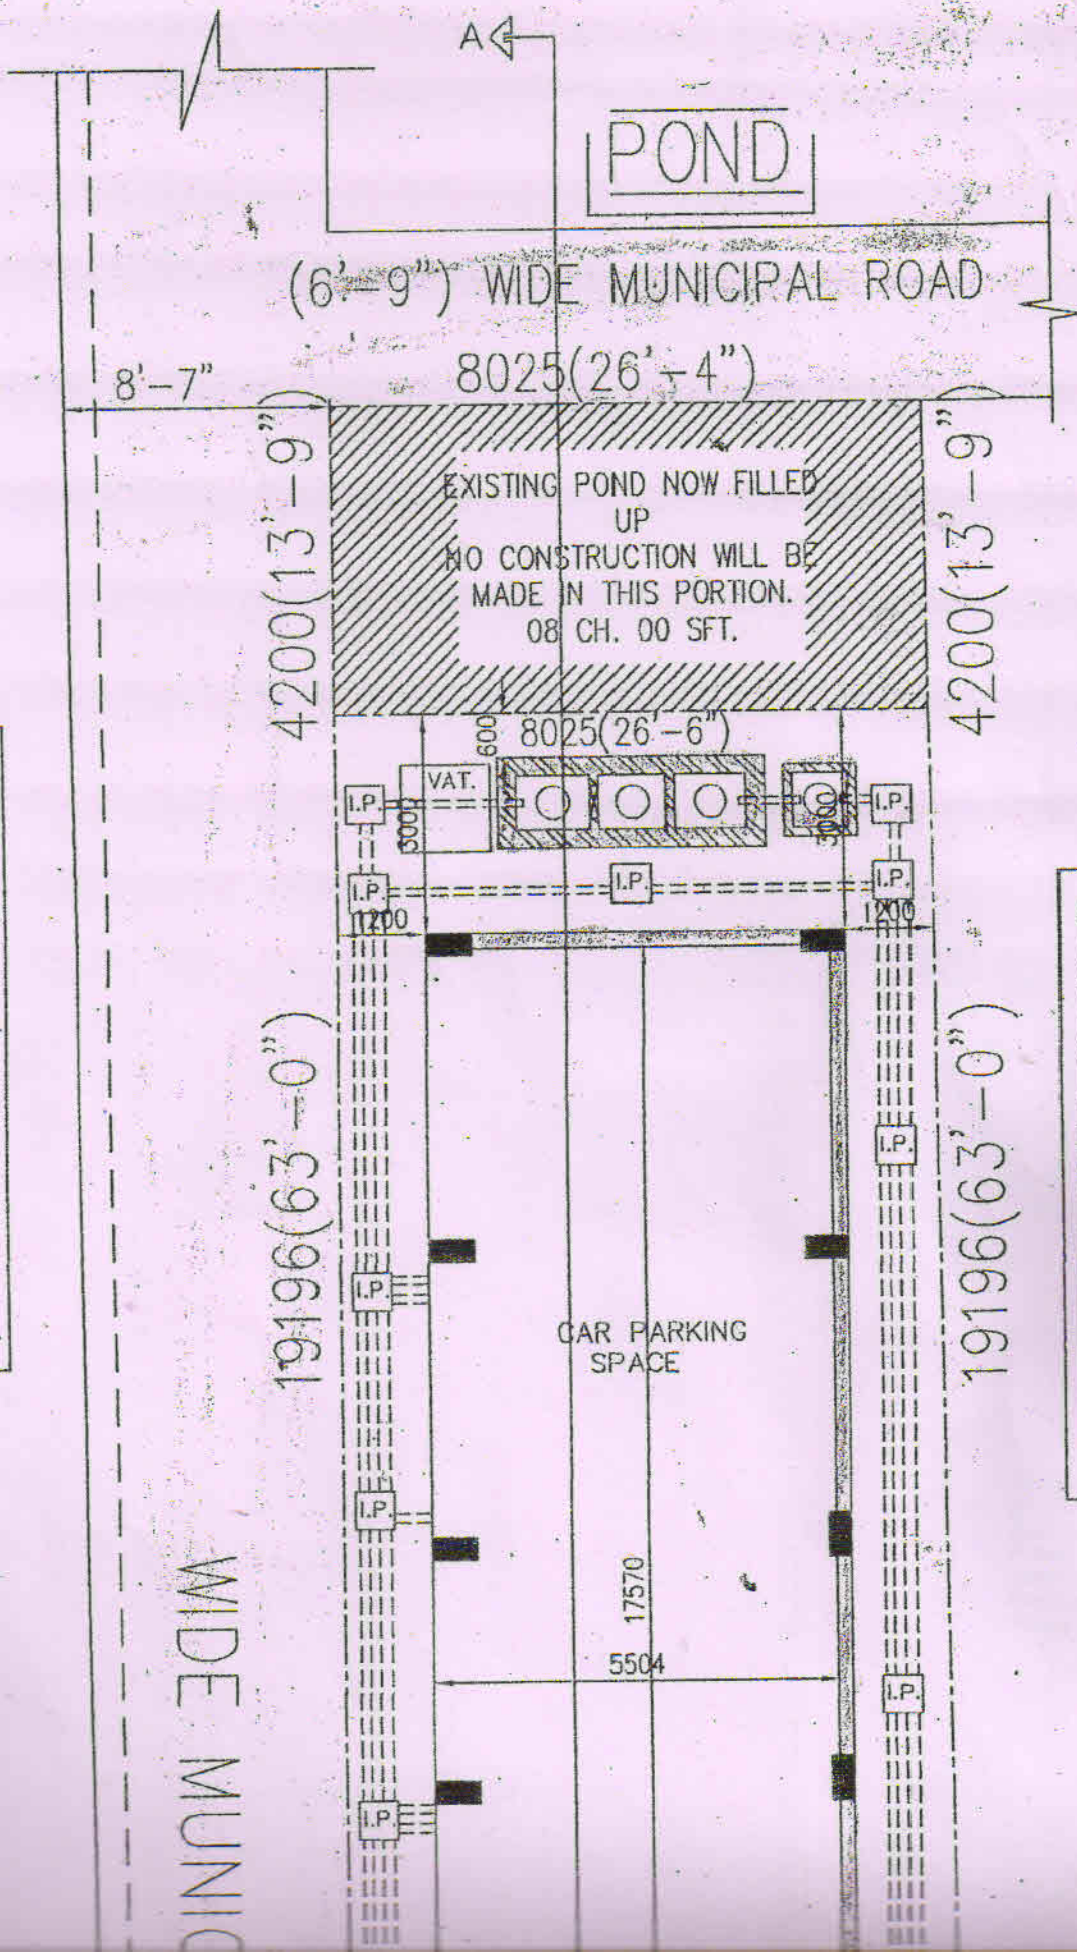 A
POND
(6'-9") WIDE MUNICIPAL ROAD
8'-7"
8025(26'-4")
4200(13'-9")
4200(13'-9")
EXISTING POND NOW FILLED
UP
NO CONSTRUCTION WILL BE
MADE IN THIS PORTION.
08 CH. 00 SFT.
600
8025(26'-6")
I.P.
VAT.
3000
3000
I.P.
I.P.
I.P.
I.P.
1200
1200
19196(63'-0")
19196(63'-0")
I.P.
I.P.
CAR PARKING
SPACE
I.P.
17570
5504
I.P.
I.P.
WIDE MUNIC